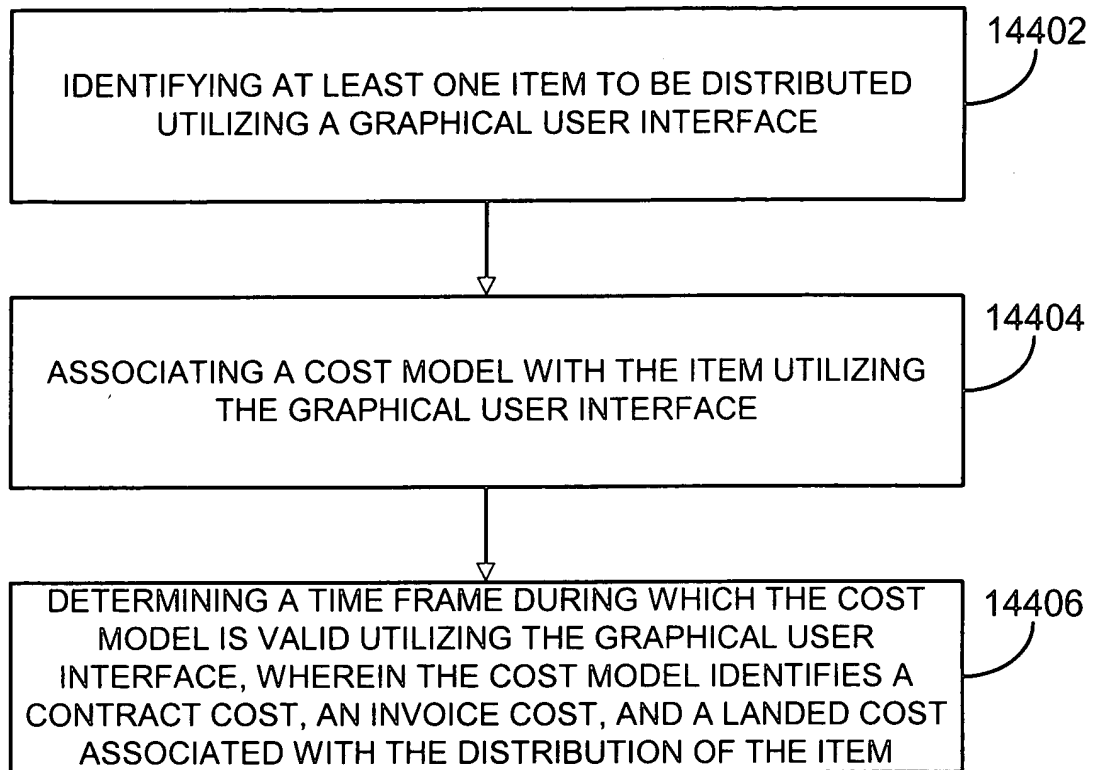 14402
IDENTIFYING AT LEAST ONE ITEM TO BE DISTRIBUTED
UTILIZING A GRAPHICAL USER INTERFACE
14404
ASSOCIATING A COST MODEL WITH THE ITEM UTILIZING
THE GRAPHICAL USER INTERFACE
14406
DETERMINING A TIME FRAME DURING WHICH THE COST
MODEL IS VALID UTILIZING THE GRAPHICAL USER
INTERFACE, WHEREIN THE COST MODEL IDENTIFIES A
CONTRACT COST, AN INVOICE COST, AND A LANDED COST
ASSOCIATED WITH THE DISTRIBUTION OF THE ITEM